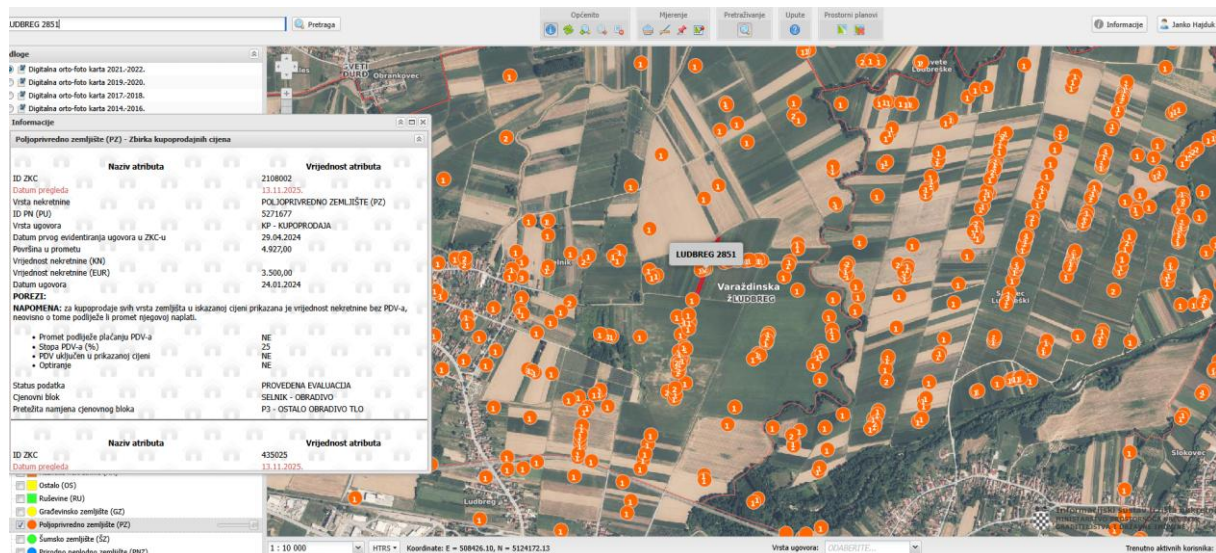 LUDBREG 2851
Pretraga
Općenito
Mjerenje
Pretraživanje
Upute
Prostorni planovi
Informacije
Janko Hajduk
Digitalna orto-foto karta 2021.-2022.
Digitalna orto-foto karta 2019.-2020.
Digitalna orto-foto karta 2017.-2018.
Digitalna orto-foto karta 2014.-2016.
Informacije
Poljoprivredno zemljište (PZ) - Zbirka kupoprodajnih cijena
Naziv atributa Vrijednost atributa
ID ZKC 2108002
Datum pregleda 13.11.2025.
Vrsta nekretnine POLJOPRIVREDNO ZEMLJIŠTE (PZ)
ID PN (PU) 5271677
Vrsta ugovora KP - KUPOPRODAJA
Datum prvog evidentiranja ugovora u ZKC-u 29.04.2024
Površina u prometu 4.927,00
Vrijednost nekretnine (KN)
Vrijednost nekretnine (EUR) 3.500,00
Datum ugovora 24.01.2024
POREZI:
NAPOMENA: za kupoprodaje svih vrsta zemljišta u iskazanoj cijeni prikazana je vrijednost nekretnine bez PDV-a,
neovisno o tome podliježe li promet njegovoj naplati.
• Promet podliježe plaćanju PDV-a NE
• Stopa PDV-a (%) 25
• PDV uključen u prikazanoj cijeni NE
• Optiranje NE
Status podatka PROVEDENA EVALUACIJA
Cjenovni blok SELNIK - OBRADIVO
Pretežita namjena cjenovnog bloka P3 - OSTALO OBRADIVO TLO
Naziv atributa Vrijednost atributa
ID ZKC 435025
Datum pregleda 13.11.2025.
Ostalo (OS)
Ruševine (RU)
Građevinsko zemljište (GZ)
Poljoprivredno zemljište (PZ)
Šumsko zemljište (ŠZ)
Prirodno neplodno zemljište (PNZ)
SVETI
ĐURĐ
Obrankovec
LUDBREG 2851
Varaždinska
LUDBREG
Slokovec
Ludbreg
1 : 10 000
HTRS
Koordinate: E = 508426.10, N = 5124172.13
Vrsta ugovora: ODABERITE...
Trenutno aktivnih korisnika: